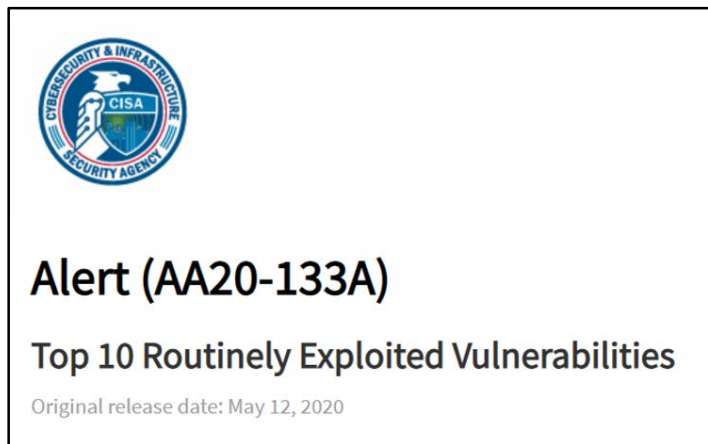 CYBERSECURITY & INFRASTRUCTURE
SECURITY AGENCY
CISA
Alert (AA20-133A)
Top 10 Routinely Exploited Vulnerabilities
Original release date: May 12, 2020